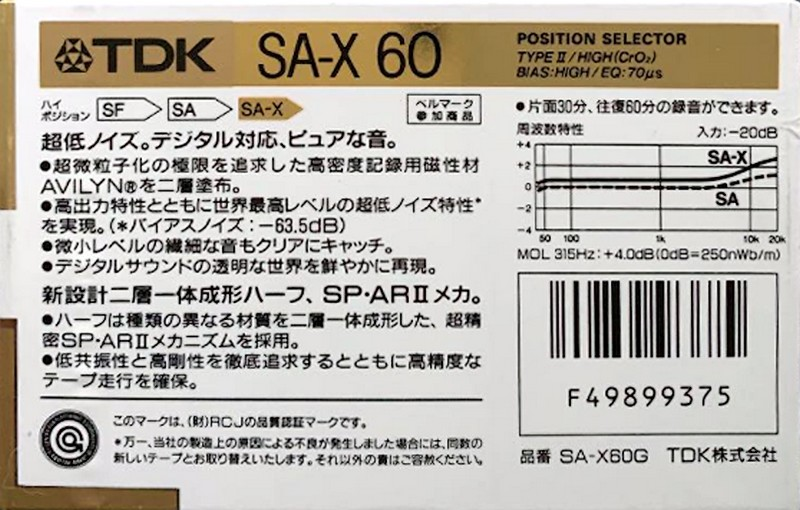 TDK SA-X 60
POSITION SELECTOR
TYPE II/HIGH(CrO₂)
BIAS:HIGH/EQ:70μs
ハイポジション SF SA SA-X
ベルマーク
参加商品
超低ノイズ。デジタル対応、ピュアな音。
●超微粒子化の極限を追求した高密度記録用磁性材
AVILYN®を二層塗布。
●高出力特性とともに世界最高レベルの超低ノイズ特性*
を実現。(*バイアスノイズ:−63.5dB)
●微小レベルの繊細な音もクリアにキャッチ。
●デジタルサウンドの透明な世界を鮮やかに再現。
新設計二層一体成形ハーフ、SP・ARⅡメカ。
●ハーフは種類の異なる材質を二層一体成形した、超精
密SP・ARⅡメカニズムを採用。
●低共振性と高剛性を徹底追求するとともに高精度な
テープ走行を確保。
このマークは、(財)RCJの品質認証マークです。
*万一、当社の製造上の原因による不良が発生しました場合には、同数の
新しいテープとお取り替えいたします。それ以外の責はご容赦ください。
●片面30分、往復60分の録音ができます。
周波数特性 入力:−20dB
+4
+2
0
−2
−4
SA-X
SA
50 100 1k 10k 20k
MOL 315Hz:+4.0dB(0dB=250nWb/m)
F49899375
品番 SA-X60G TDK株式会社